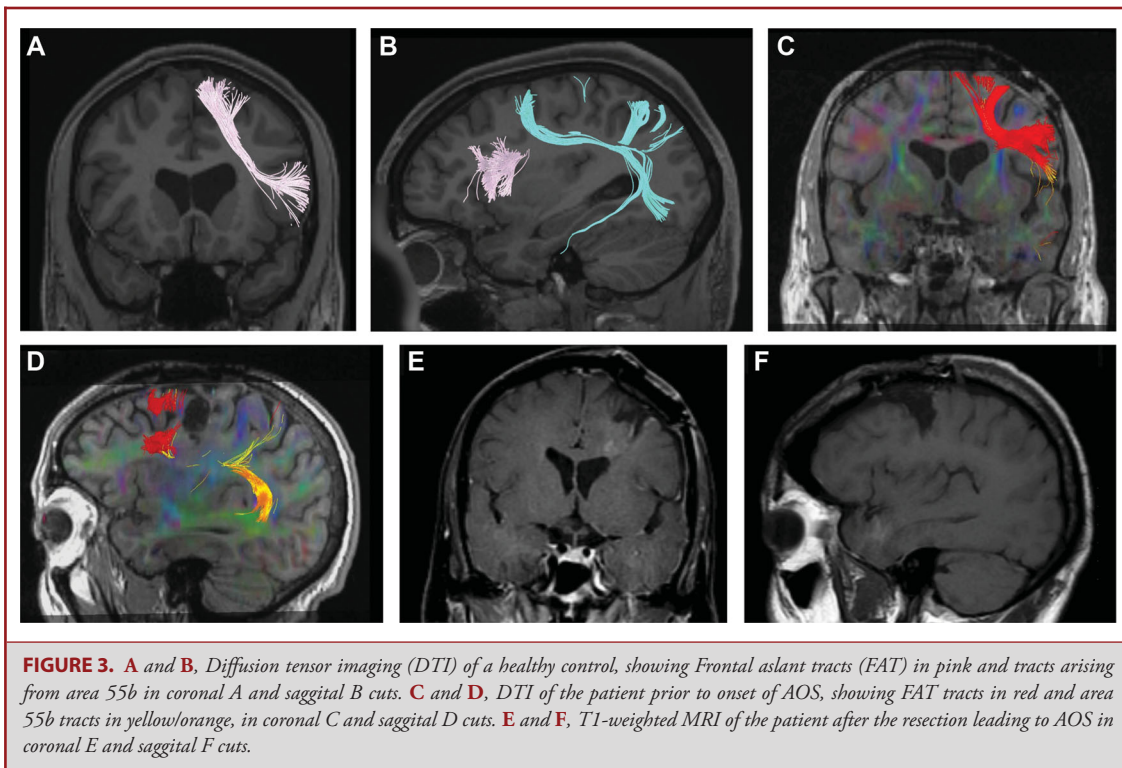 A
B
C
D
E
F
FIGURE 3. A and B, Diffusion tensor imaging (DTI) of a healthy control, showing Frontal aslant tracts (FAT) in pink and tracts arising
from area 55b in coronal A and saggital B cuts. C and D, DTI of the patient prior to onset of AOS, showing FAT tracts in red and area
55b tracts in yellow/orange, in coronal C and saggital D cuts. E and F, T1-weighted MRI of the patient after the resection leading to AOS in
coronal E and saggital F cuts.